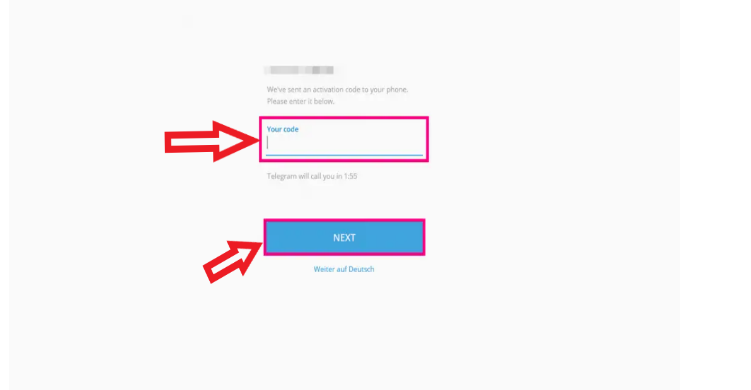 We've sent an activation code to your phone.
Please enter it below.
Your code
Telegram will call you in 1:55
NEXT
Weiter auf Deutsch